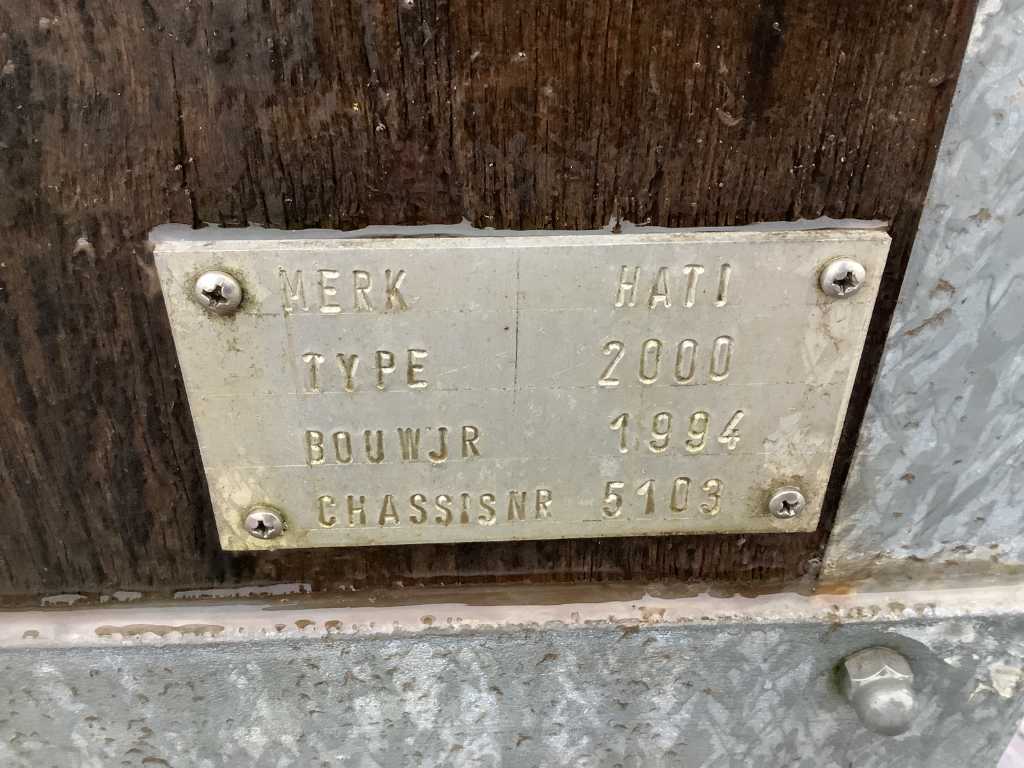 MERK HATI
TYPE 2000
BOUWJR 1994
CHASSISNR 5103